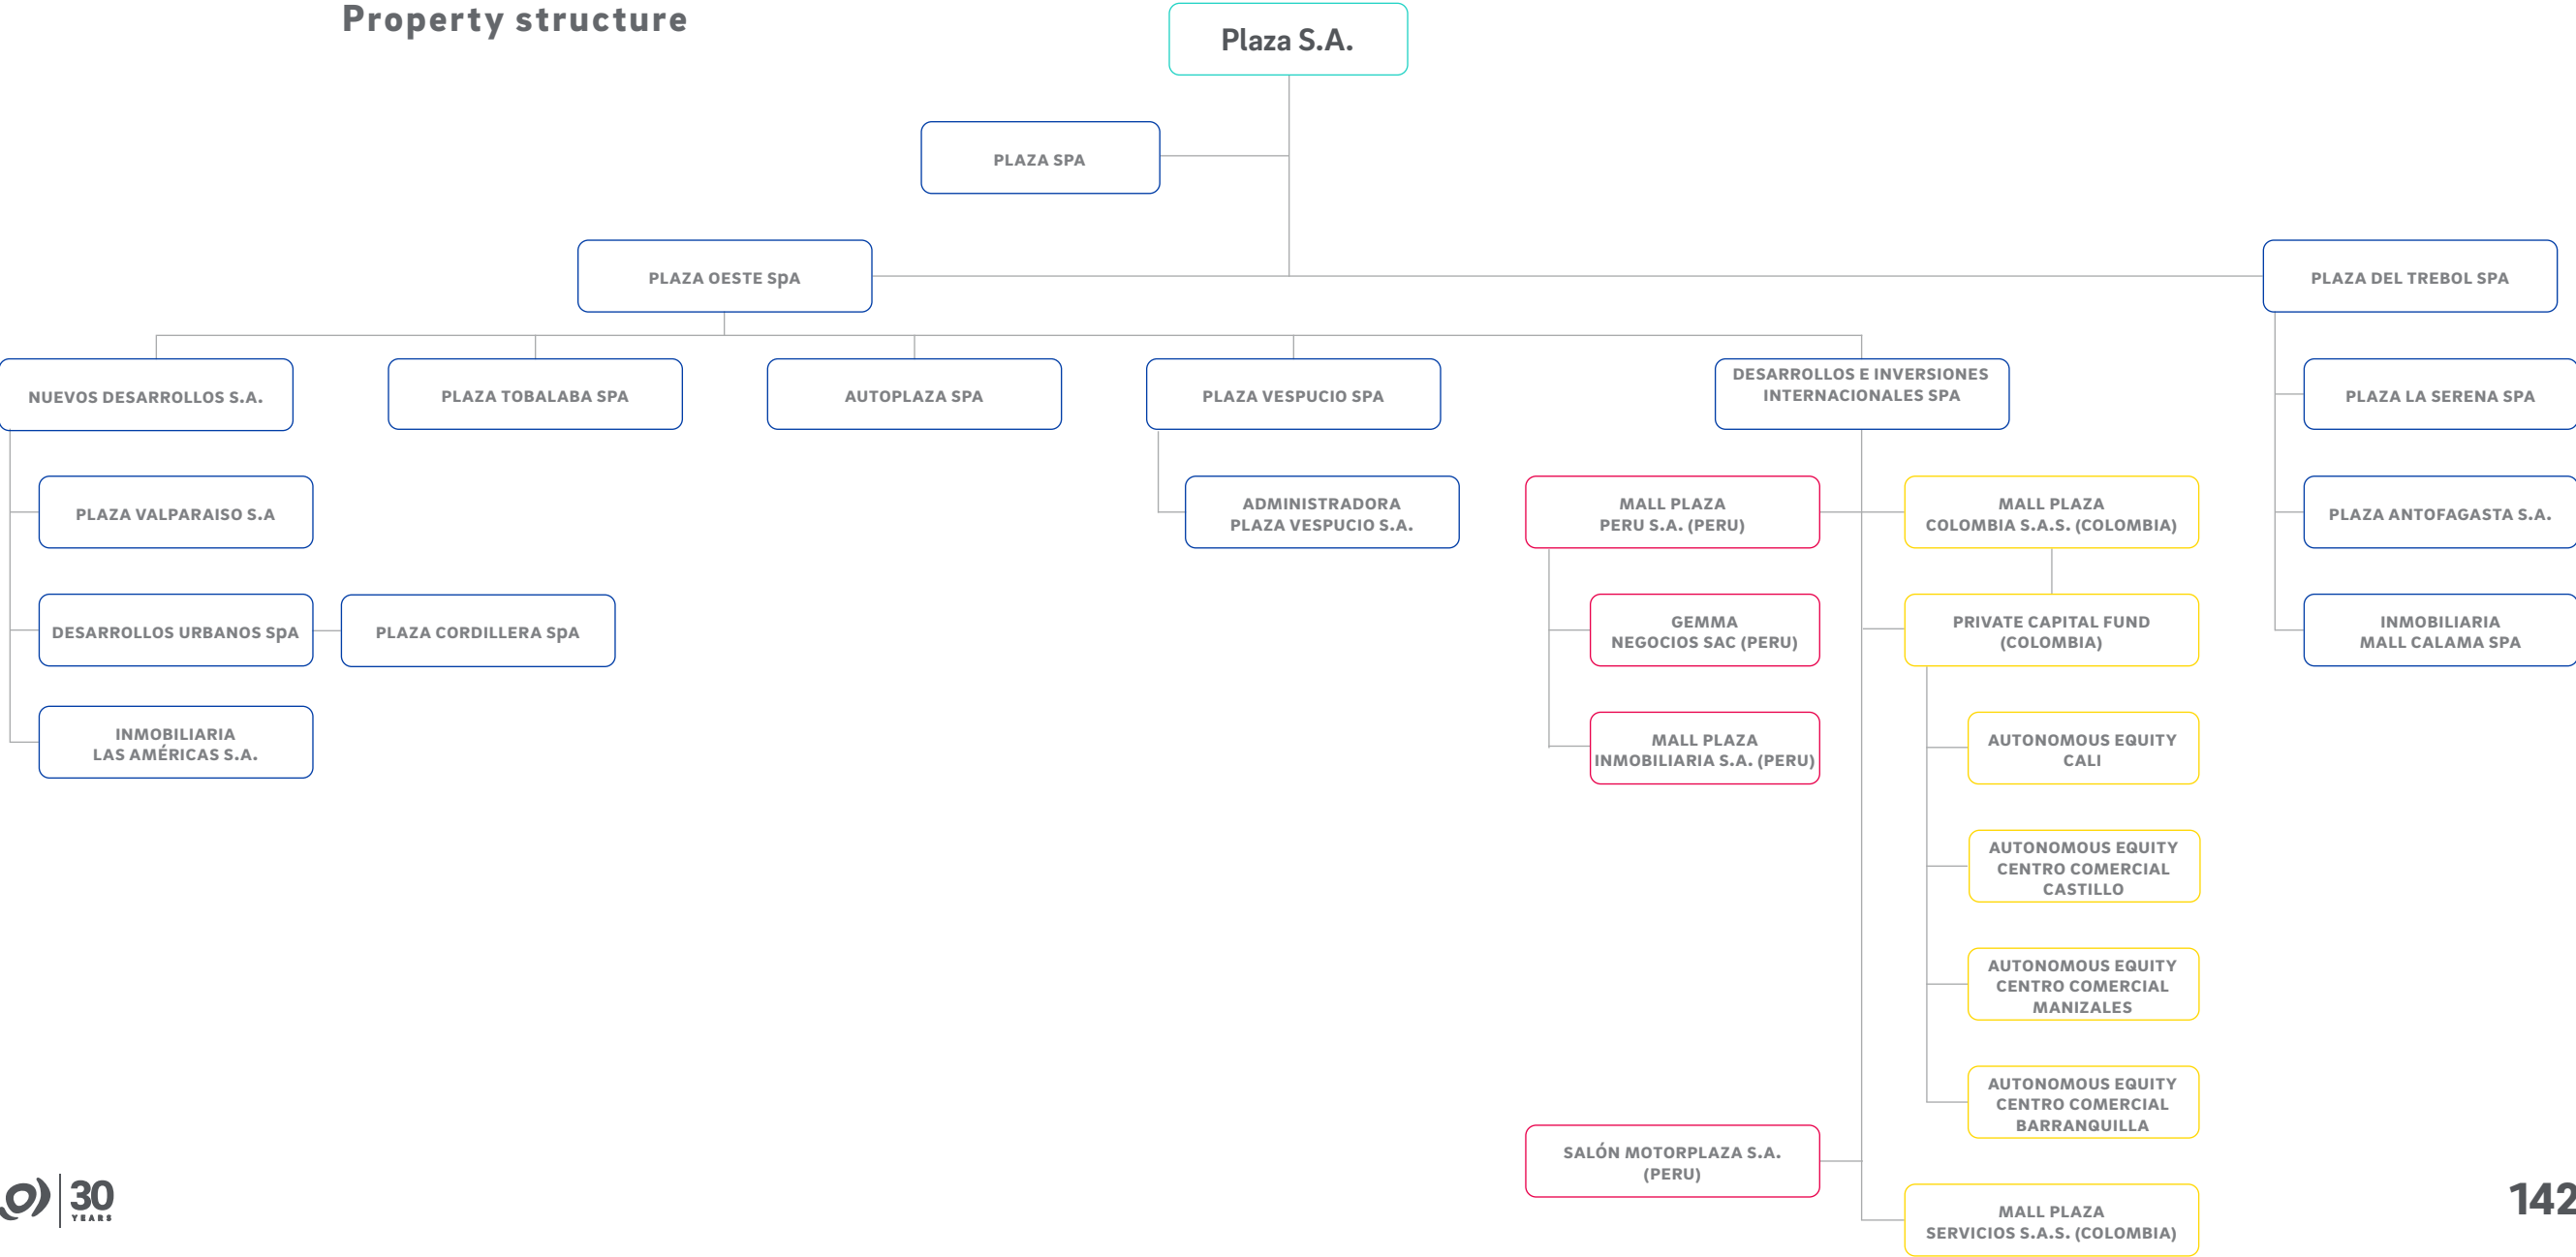 Property structure
Plaza S.A.
PLAZA SPA
PLAZA OESTE SpA
PLAZA DEL TREBOL SPA
NUEVOS DESARROLLOS S.A.
PLAZA TOBALABA SPA
AUTOPLAZA SPA
PLAZA VESPUCIO SPA
DESARROLLOS E INVERSIONES
INTERNACIONALES SPA
PLAZA LA SERENA SPA
PLAZA VALPARAISO S.A
ADMINISTRADORA
PLAZA VESPUCIO S.A.
MALL PLAZA
PERU S.A. (PERU)
MALL PLAZA
COLOMBIA S.A.S. (COLOMBIA)
PLAZA ANTOFAGASTA S.A.
DESARROLLOS URBANOS SpA
PLAZA CORDILLERA SpA
GEMMA
NEGOCIOS SAC (PERU)
PRIVATE CAPITAL FUND
(COLOMBIA)
INMOBILIARIA
MALL CALAMA SPA
INMOBILIARIA
LAS AMÉRICAS S.A.
MALL PLAZA
INMOBILIARIA S.A. (PERU)
AUTONOMOUS EQUITY
CALI
AUTONOMOUS EQUITY
CENTRO COMERCIAL
CASTILLO
AUTONOMOUS EQUITY
CENTRO COMERCIAL
MANIZALES
AUTONOMOUS EQUITY
CENTRO COMERCIAL
BARRANQUILLA
SALÓN MOTORPLAZA S.A.
(PERU)
MALL PLAZA
SERVICIOS S.A.S. (COLOMBIA)
30
YEARS
142